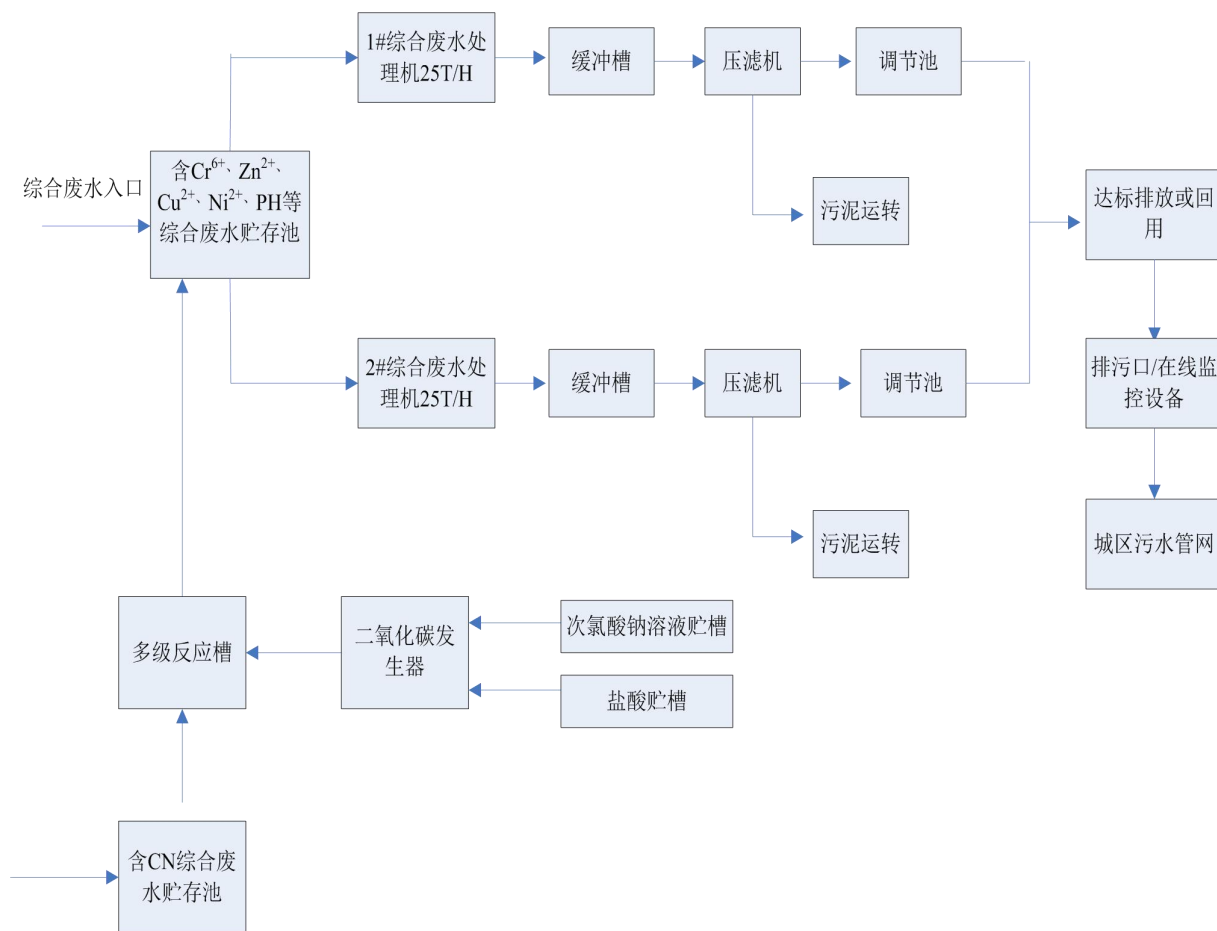 1#综合废水处
理机25T/H
缓冲槽
压滤机
调节池
综合废水入口
含Cr⁶⁺、Zn²⁺、
Cu²⁺、Ni²⁺、PH等
综合废水贮存池
污泥运转
达标排放或回
用
2#综合废水处
理机25T/H
缓冲槽
压滤机
调节池
排污口/在线监
控设备
污泥运转
城区污水管网
多级反应槽
二氧化碳发
生器
次氯酸钠溶液贮槽
盐酸贮槽
含CN综合废
水贮存池